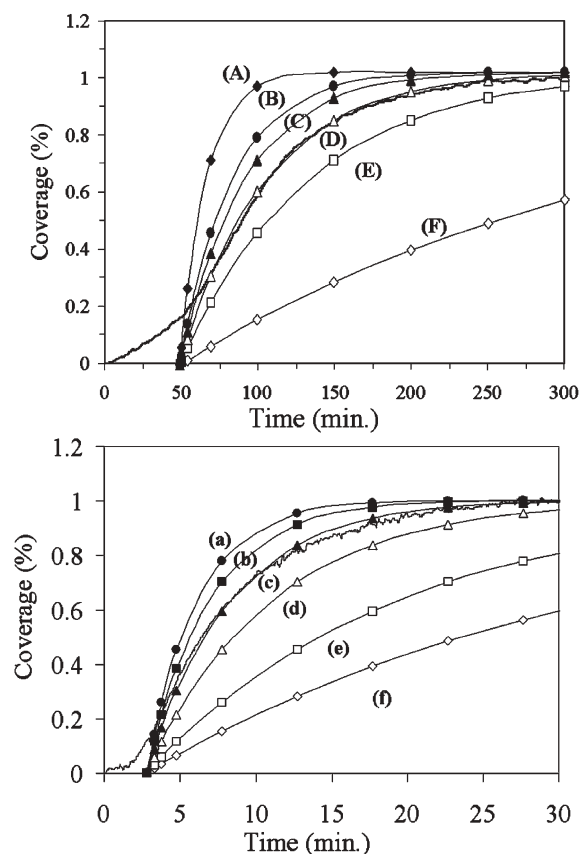 1.2
1
0.8
0.6
0.4
0.2
0
Coverage (%)
(A)
(B)
(C)
(D)
(E)
(F)
0 50 100 150 200 250 300
Time (min.)
1.2
1
0.8
0.6
0.4
0.2
0
Coverage (%)
(a)
(b)
(c)
(d)
(e)
(f)
0 5 10 15 20 25 30
Time (min.)